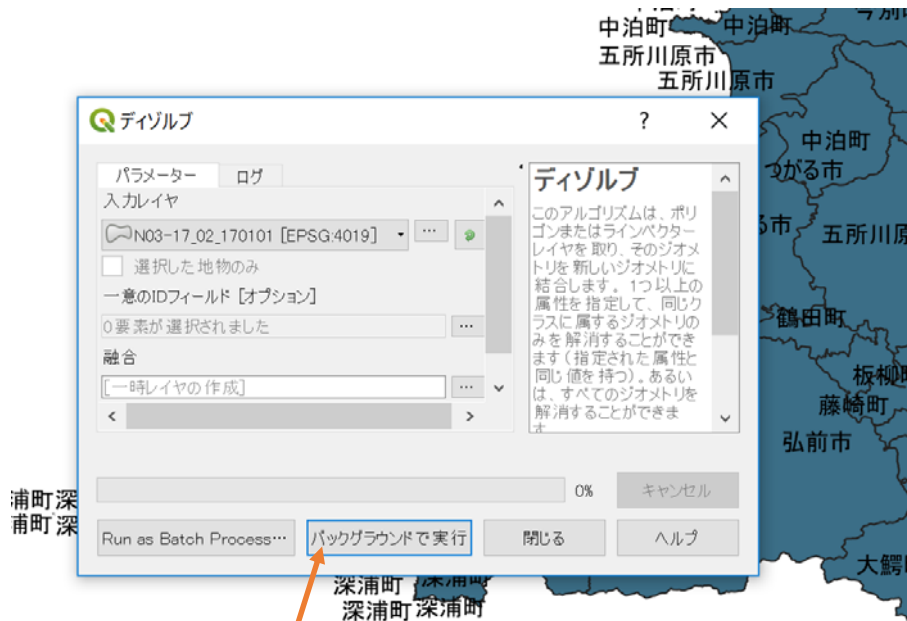 中泊町
中泊町
五所川原市
五所川原市
ディゾルブ
?
中泊町
つがる市
パラメーター
ログ
ディゾルブ
入力レイヤ
N03-17_02_170101 [EPSG:4019]
…
選択した地物のみ
一意のIDフィールド [オプション]
0要素が選択されました
…
融合
[一時レイヤの作成]
…
このアルゴリズムは、ポリ
ゴンまたはラインベクター
レイヤを取り、そのジオメ
トリを新しいジオメトリに
結合します。1つ以上の
属性を指定して、同じク
ラスに属するジオメトリの
みを解消することができ
ます(指定された属性と
同じ値を持つ)。あるい
は、すべてのジオメトリを
解消することができま
市
五所川原
鶴田町
板柳
藤崎町
弘前市
0%
キャンセル
浦町深
浦町深
Run as Batch Process…
バックグラウンドで実行
閉じる
ヘルプ
大鰐
深浦町
深浦町
深浦町
深浦町